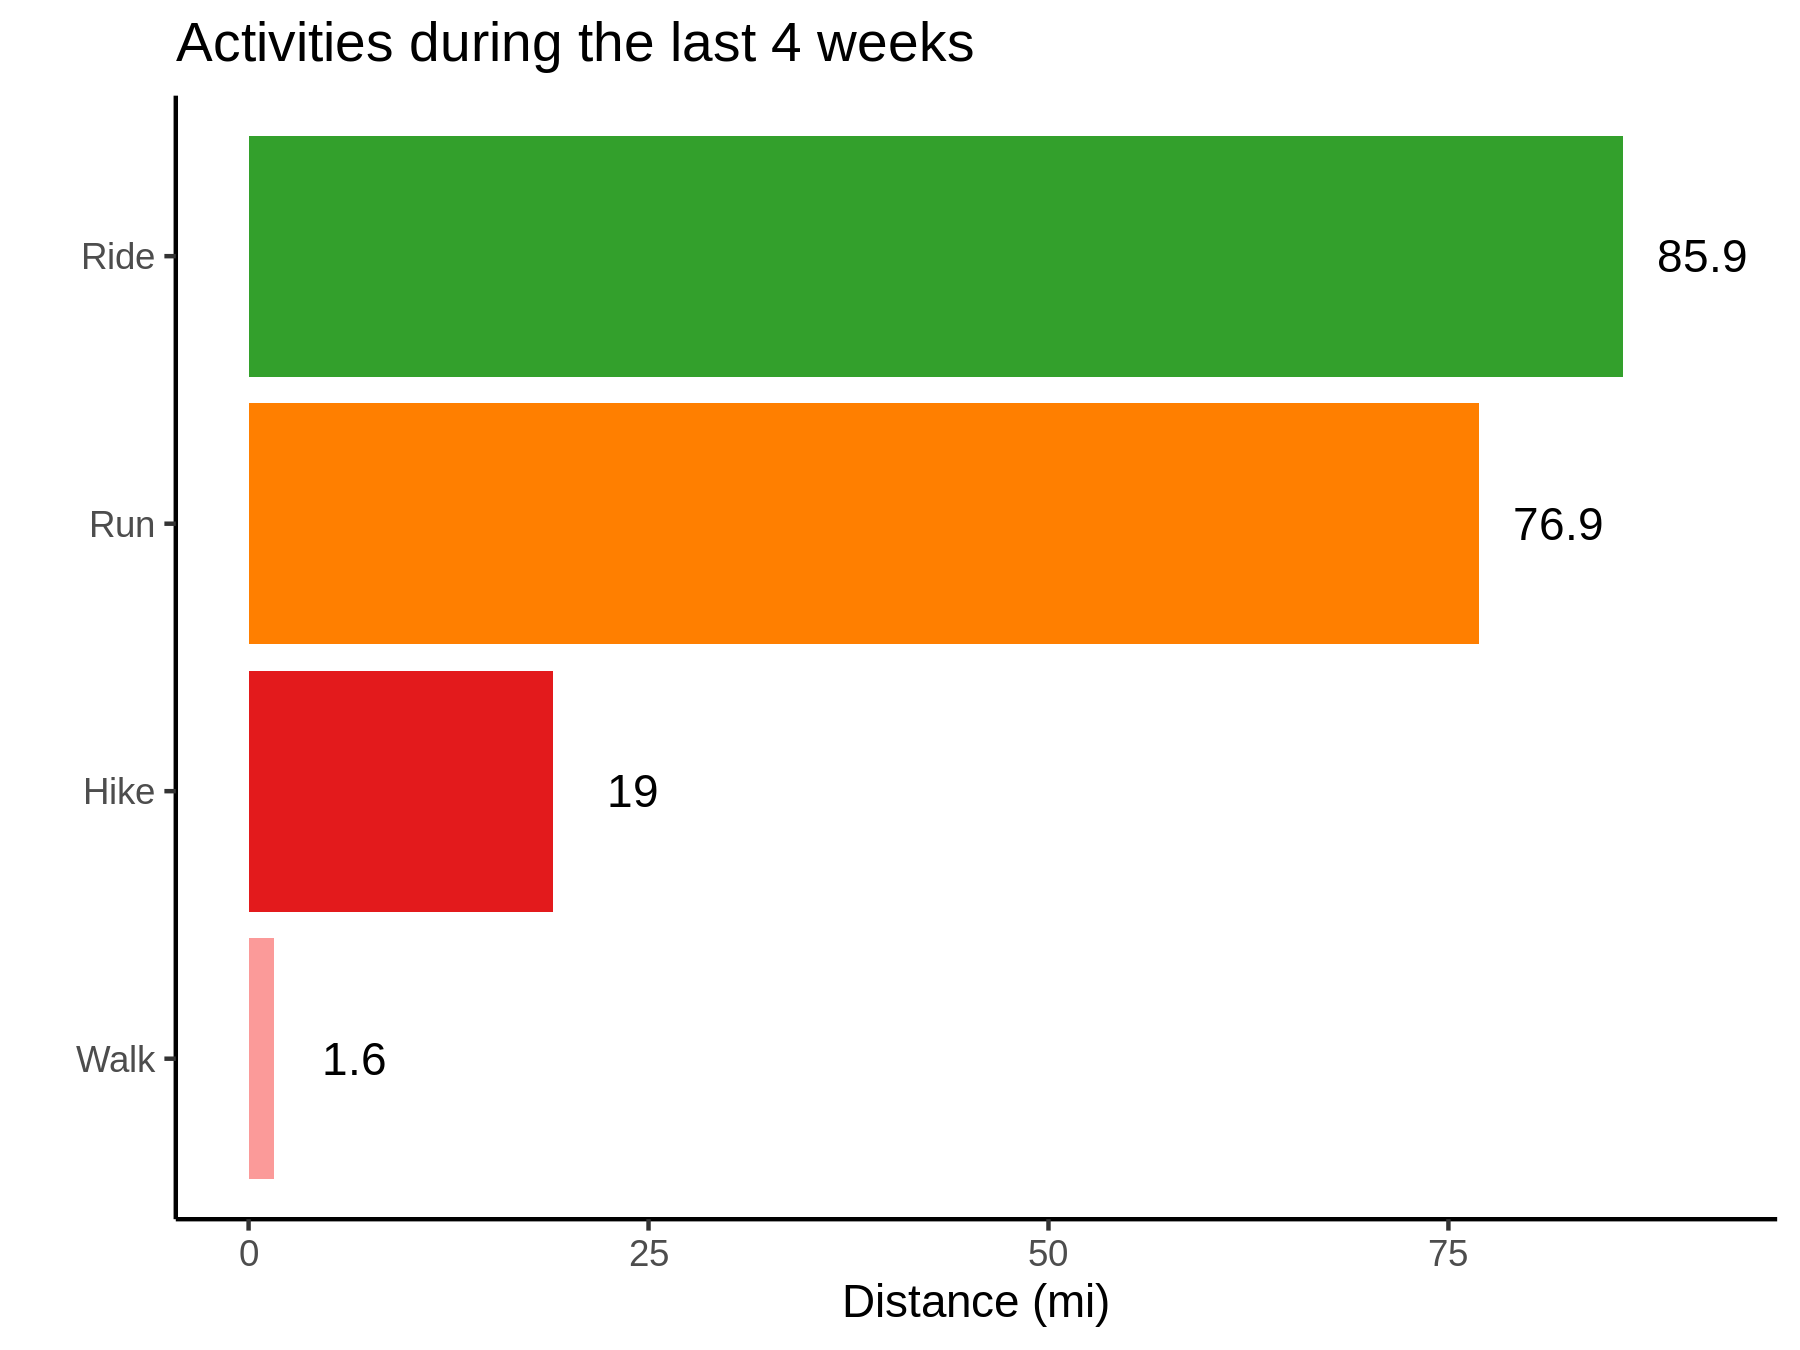 Activities during the last 4 weeks
Ride
85.9
Run
76.9
Hike
19
Walk
1.6
0 25 50 75
Distance (mi)